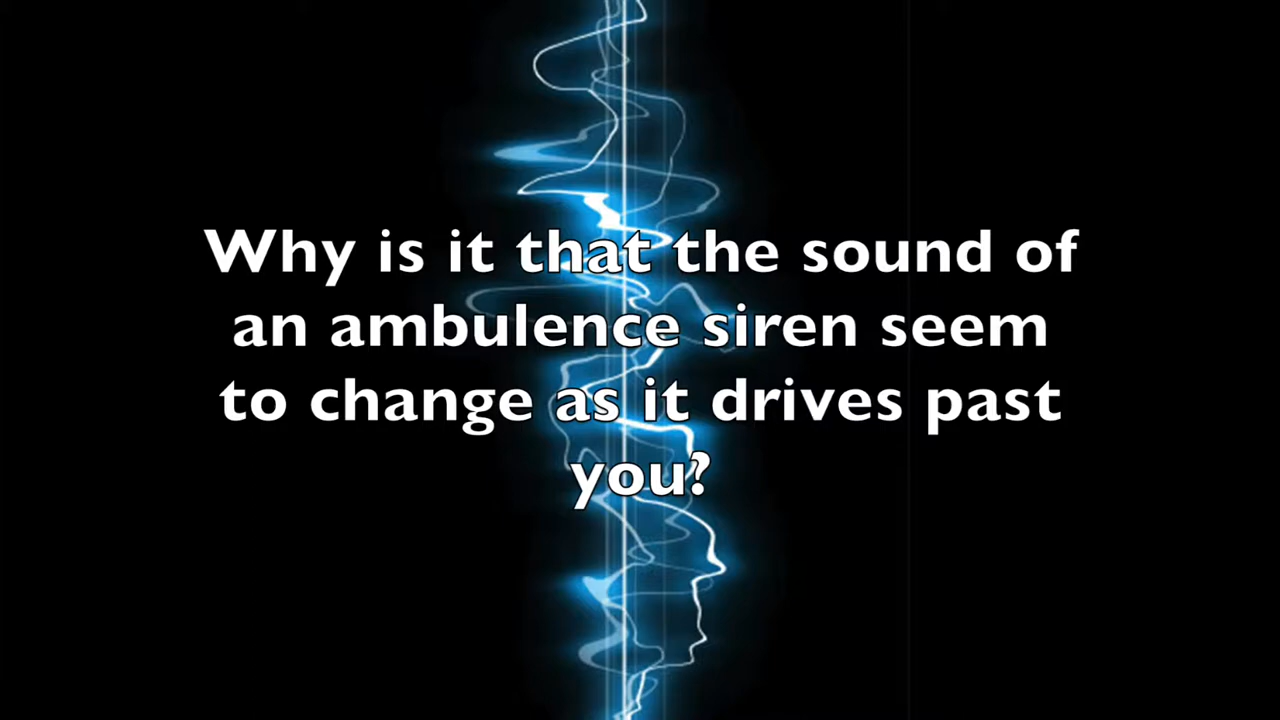 Why is it that the sound of
an ambulence siren seem
to change as it drives past
you?